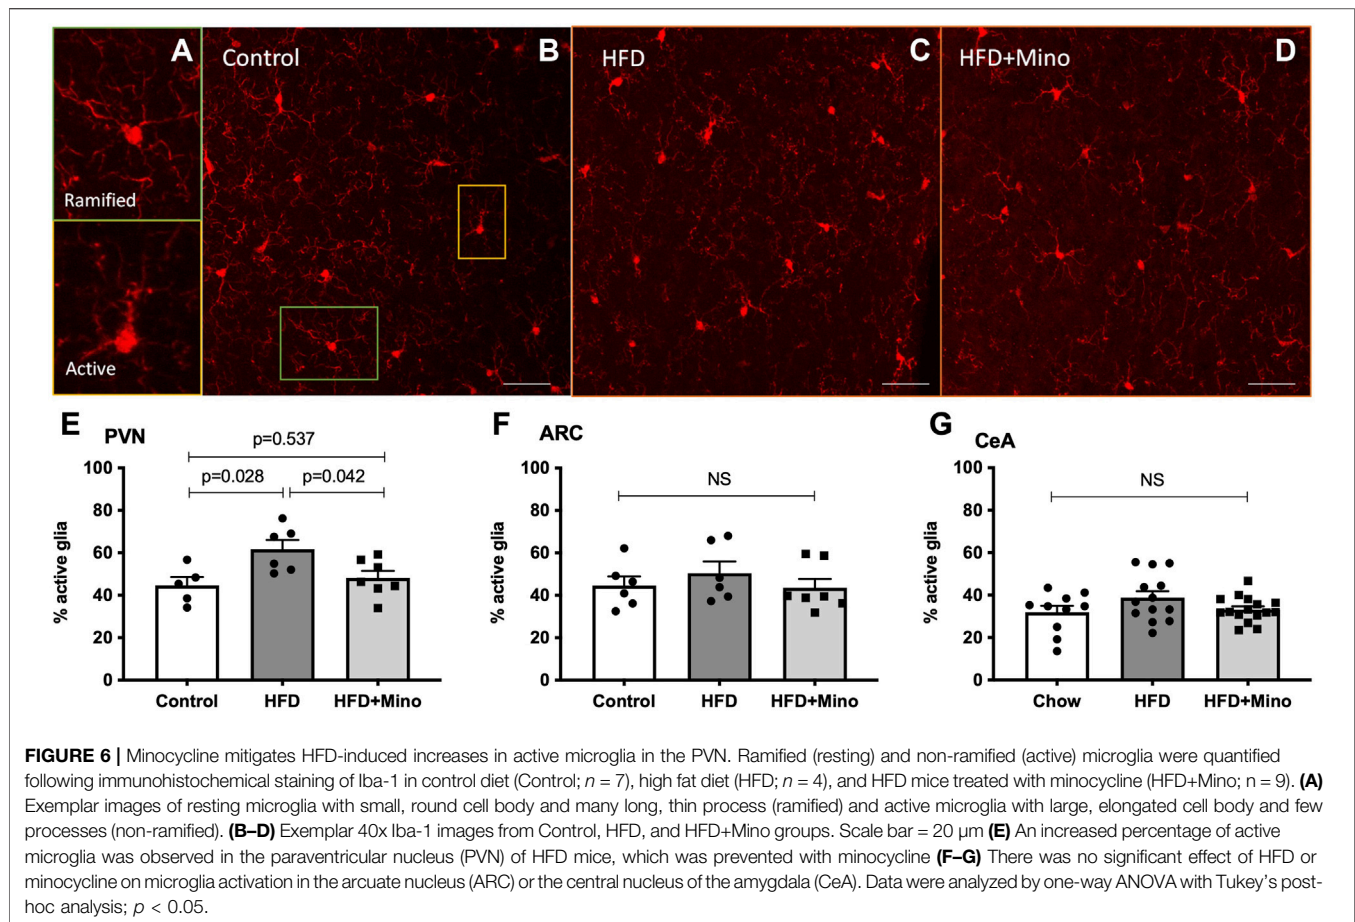 A
Ramified
Active
Control
B
HFD
C
HFD+Mino
D
E
PVN
p=0.537
p=0.028
p=0.042
% active glia
100
80
60
40
20
0
Control
HFD
HFD+Mino
F
ARC
NS
% active glia
100
80
60
40
20
0
Control
HFD
HFD+Mino
G
CeA
NS
% active glia
100
80
60
40
20
0
Chow
HFD
HFD+Mino
FIGURE 6 | Minocycline mitigates HFD-induced increases in active microglia in the PVN. Ramified (resting) and non-ramified (active) microglia were quantified
following immunohistochemical staining of Iba-1 in control diet (Control; n = 7), high fat diet (HFD; n = 4), and HFD mice treated with minocycline (HFD+Mino; n = 9). (A)
Exemplar images of resting microglia with small, round cell body and many long, thin process (ramified) and active microglia with large, elongated cell body and few
processes (non-ramified). (B–D) Exemplar 40x Iba-1 images from Control, HFD, and HFD+Mino groups. Scale bar = 20 μm (E) An increased percentage of active
microglia was observed in the paraventricular nucleus (PVN) of HFD mice, which was prevented with minocycline (F–G) There was no significant effect of HFD or
minocycline on microglia activation in the arcuate nucleus (ARC) or the central nucleus of the amygdala (CeA). Data were analyzed by one-way ANOVA with Tukey's post-
hoc analysis; p < 0.05.